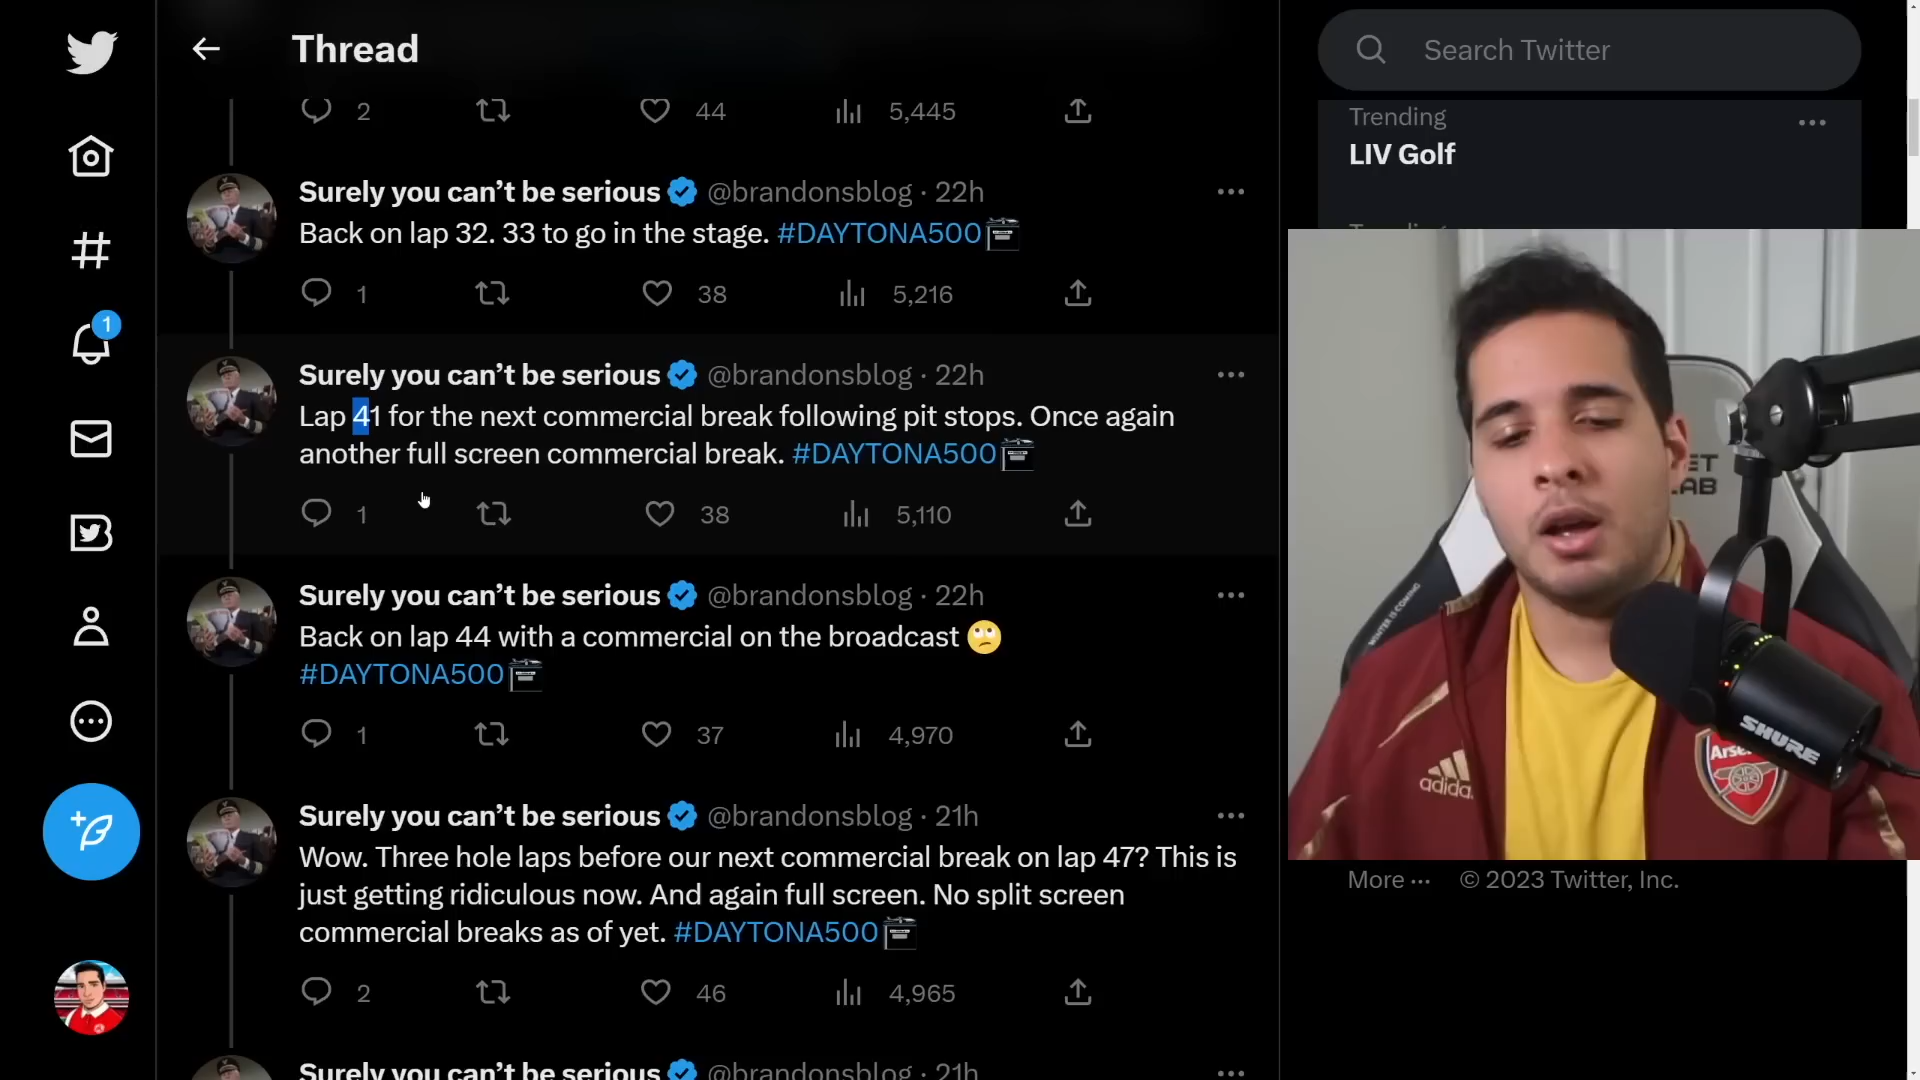 Thread
Search Twitter
2 44 5,445
Trending
LIV Golf
Surely you can't be serious @brandonsblog · 22h
Back on lap 32. 33 to go in the stage. #DAYTONA500
1 38 5,216
Surely you can't be serious @brandonsblog · 22h
Lap 41 for the next commercial break following pit stops. Once again
another full screen commercial break. #DAYTONA500
1 38 5,110
Surely you can't be serious @brandonsblog · 22h
Back on lap 44 with a commercial on the broadcast 🙄
#DAYTONA500
1 37 4,970
Surely you can't be serious @brandonsblog · 21h
Wow. Three hole laps before our next commercial break on lap 47? This is
just getting ridiculous now. And again full screen. No split screen
commercial breaks as of yet. #DAYTONA500
2 46 4,965
Surely you can't be serious @brandonsblog · 21h
1
WINTER IS COMING
adidas
Arse
SHURE
More ··· © 2023 Twitter, Inc.